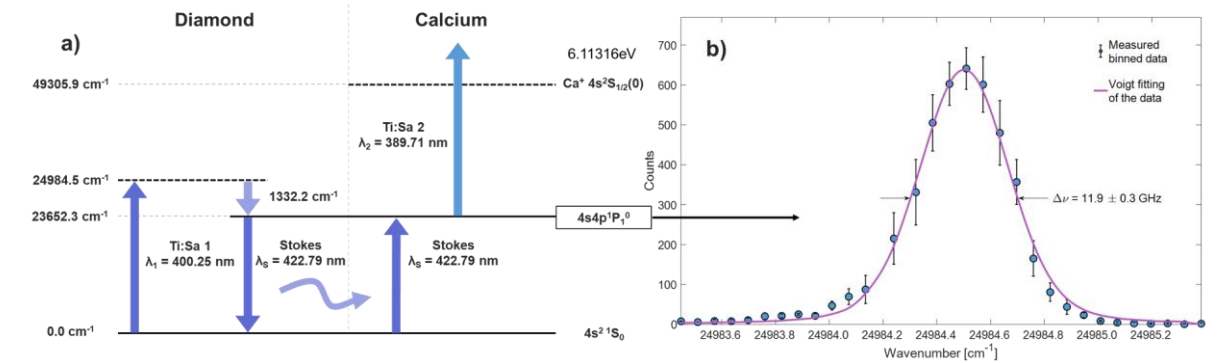 Diamond
Calcium
a)
6.11316eV
49305.9 cm⁻¹
Ca⁺ 4s²S₁/₂(0)
Ti:Sa 2
λ₂ = 389.71 nm
24984.5 cm⁻¹
1332.2 cm⁻¹
23652.3 cm⁻¹
4s4p¹P₁⁰
Ti:Sa 1
λ₁ = 400.25 nm
Stokes
λₛ = 422.79 nm
Stokes
λₛ = 422.79 nm
0.0 cm⁻¹
4s² ¹S₀
b)
Measured
binned data
Voigt fitting
of the data
Δν = 11.9 ± 0.3 GHz
Counts
700
600
500
400
300
200
100
0
24983.6 24983.8 24984.0 24984.2 24984.4 24984.6 24984.8 24985.0 24985.2
Wavenumber [cm⁻¹]